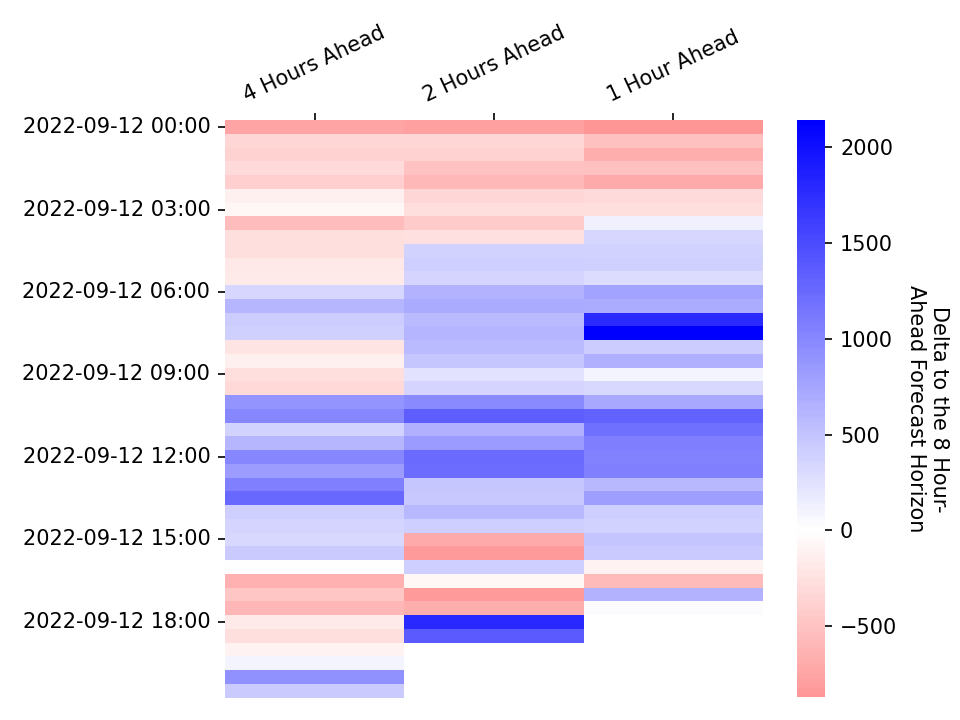 4 Hours Ahead
2 Hours Ahead
1 Hour Ahead
2022-09-12 00:00
2022-09-12 03:00
2022-09-12 06:00
2022-09-12 09:00
2022-09-12 12:00
2022-09-12 15:00
2022-09-12 18:00
2000
1500
1000
500
0
−500
Delta to the 8 Hour-
Ahead Forecast Horizon